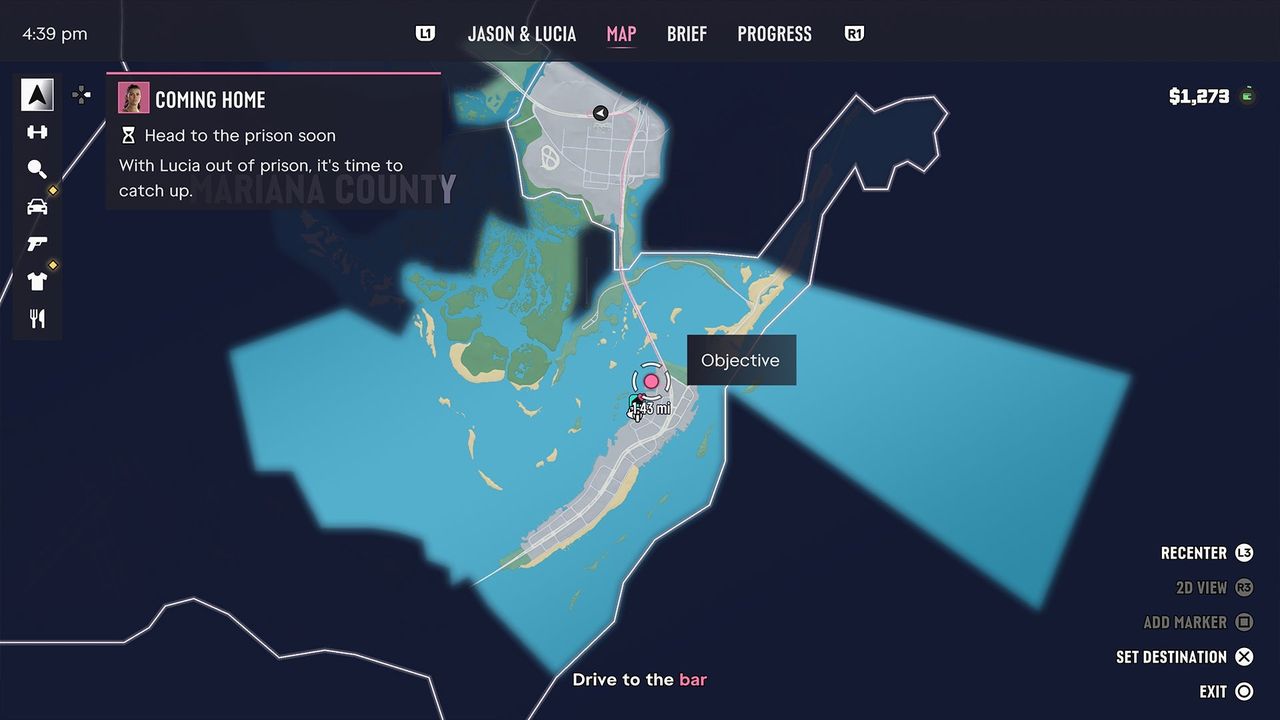 4:39 pm
L1
JASON & LUCIA
MAP
BRIEF
PROGRESS
R1
COMING HOME
Head to the prison soon
With Lucia out of prison, it's time to
catch up.
MARIANA COUNTY
$1,273
Objective
1.43 mi
RECENTER L3
2D VIEW R3
ADD MARKER
SET DESTINATION
EXIT
Drive to the bar